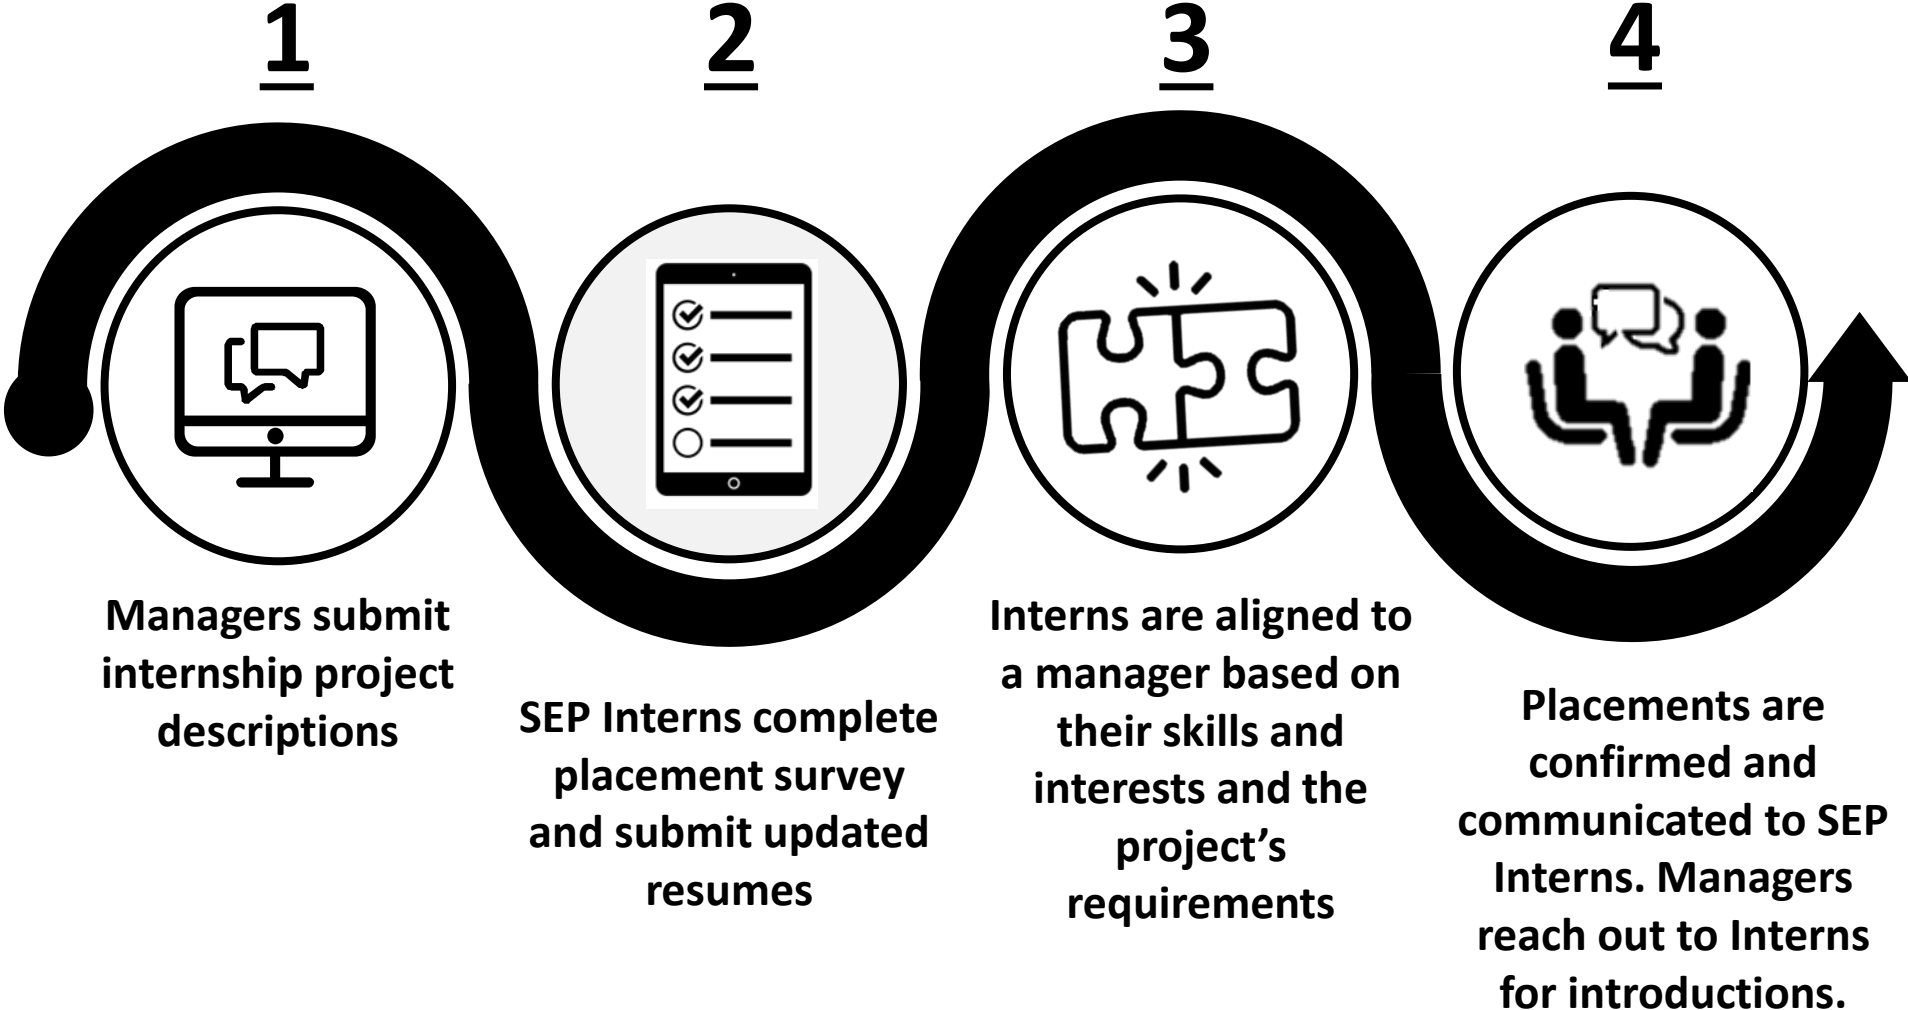 1
Managers submit
internship project
descriptions
2
SEP Interns complete
placement survey
and submit updated
resumes
3
Interns are aligned to
a manager based on
their skills and
interests and the
project’s
requirements
4
Placements are
confirmed and
communicated to SEP
Interns. Managers
reach out to Interns
for introductions.